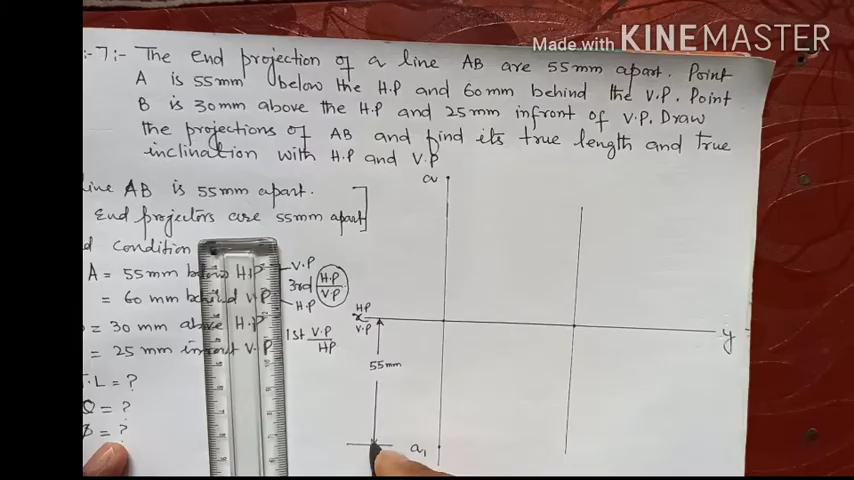 Made with KINEMASTER
:-7:- The end projection of a line AB are 55mm apart. Point
A is 55mm below the H.P and 60mm behind the V.P. Point
B is 30mm above the H.P and 25mm infront of V.P. Draw
the projections of AB and find its true length and true
inclination with H.P and V.P
line AB is 55mm apart.
End projectors are 55mm apart
d Condition
A = 55mm below H.P
= 60 mm behind V.P
= 30 mm above H.P
= 25 mm infront V.P
T.L = ?
= ?
= ?
V.P
3rd H.P
V.P
H.P
1st V.P
HP
a
HP
x
V.P
y
55mm
a1